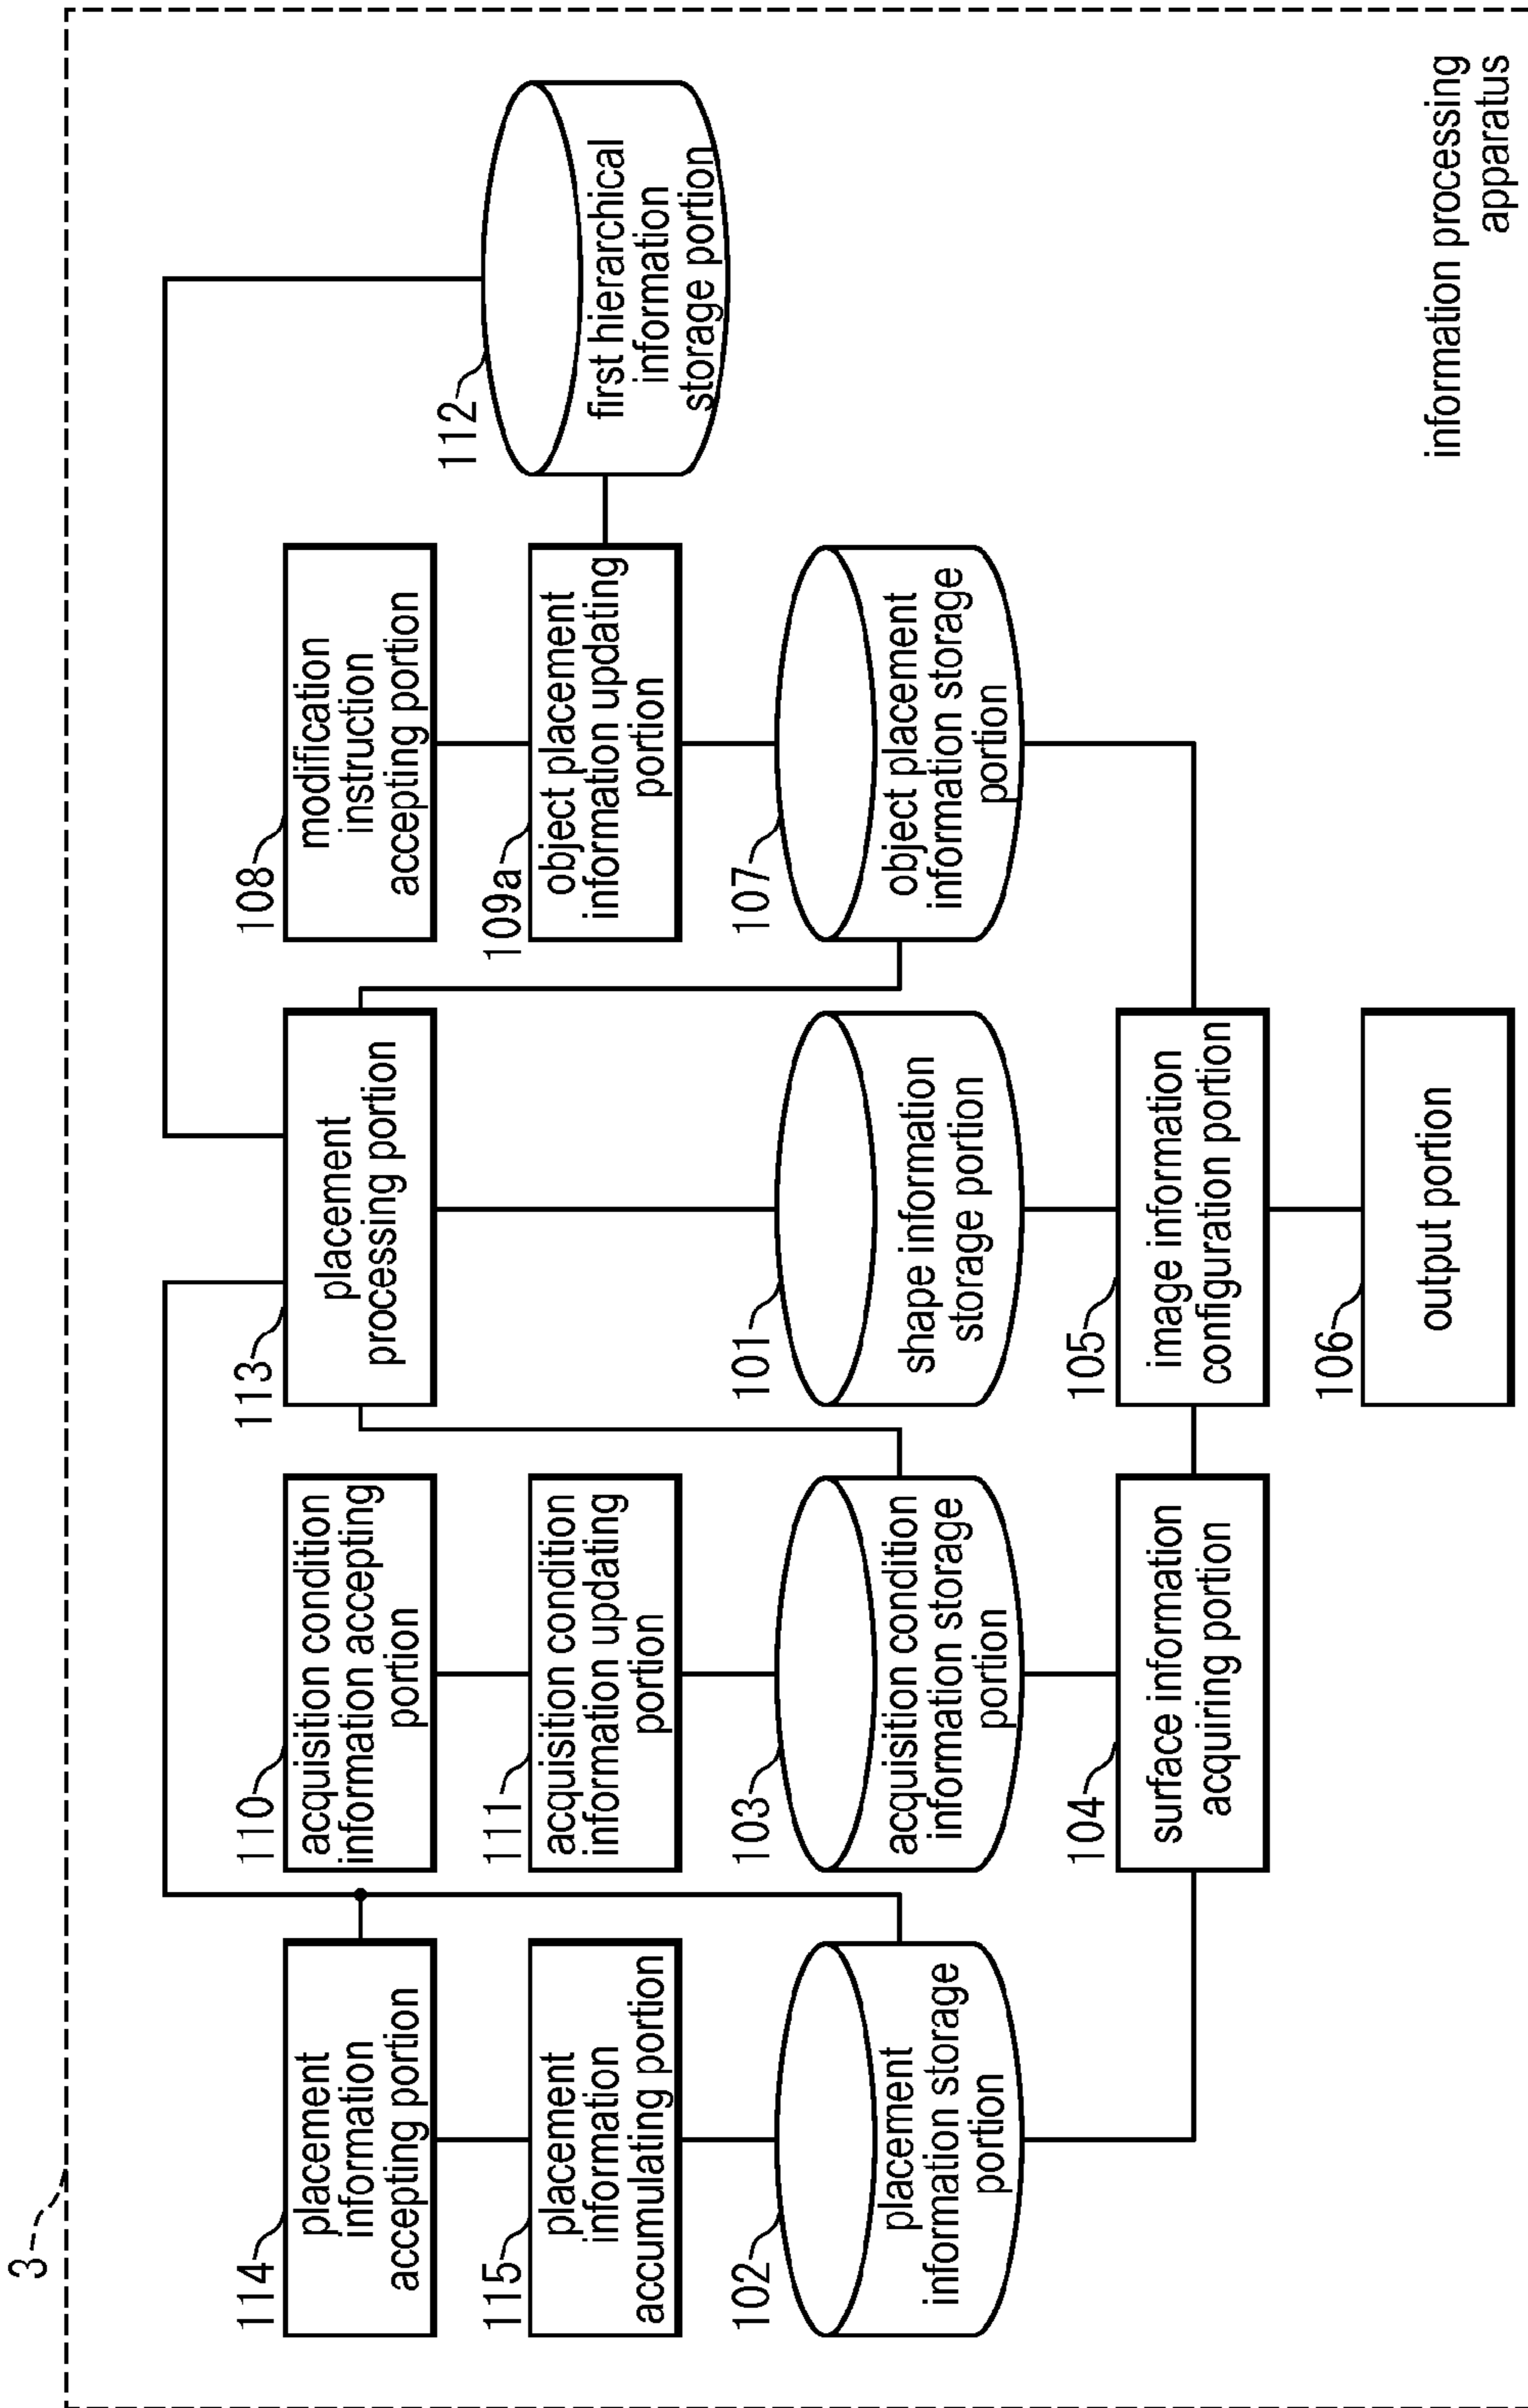 3
114
placement
information
accepting portion
110
acquisition condition
information accepting
portion
113
placement
processing portion
108
modification
instruction
accepting portion
112
first hierarchical
information
storage portion
115
placement
information
accumulating portion
111
acquisition condition
information updating
portion
109a
object placement
information updating
portion
102
placement
information storage
portion
103
acquisition condition
information storage
portion
101
shape information
storage portion
107
object placement
information storage
portion
104
surface information
acquiring portion
105
image information
configuration portion
106
output portion
information processing
apparatus